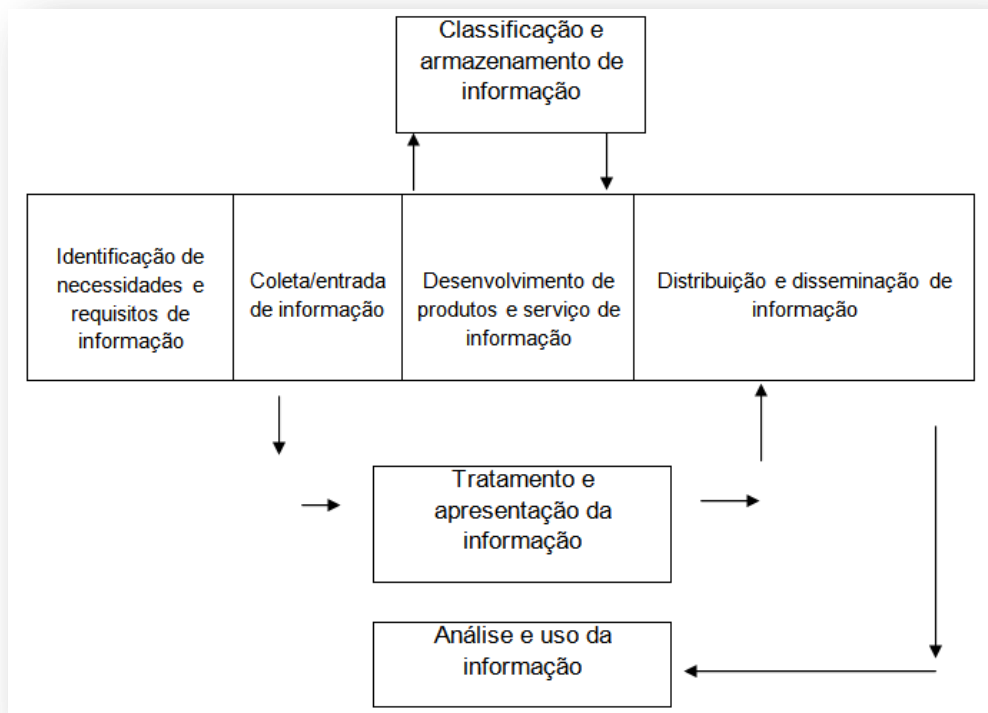 Classificação e
armazenamento de
informação
Identificação de
necessidades e
requisitos de
informação
Coleta/entrada
de informação
Desenvolvimento de
produtos e serviço de
informação
Distribuição e disseminação de
informação
Tratamento e
apresentação da
informação
Análise e uso da
informação